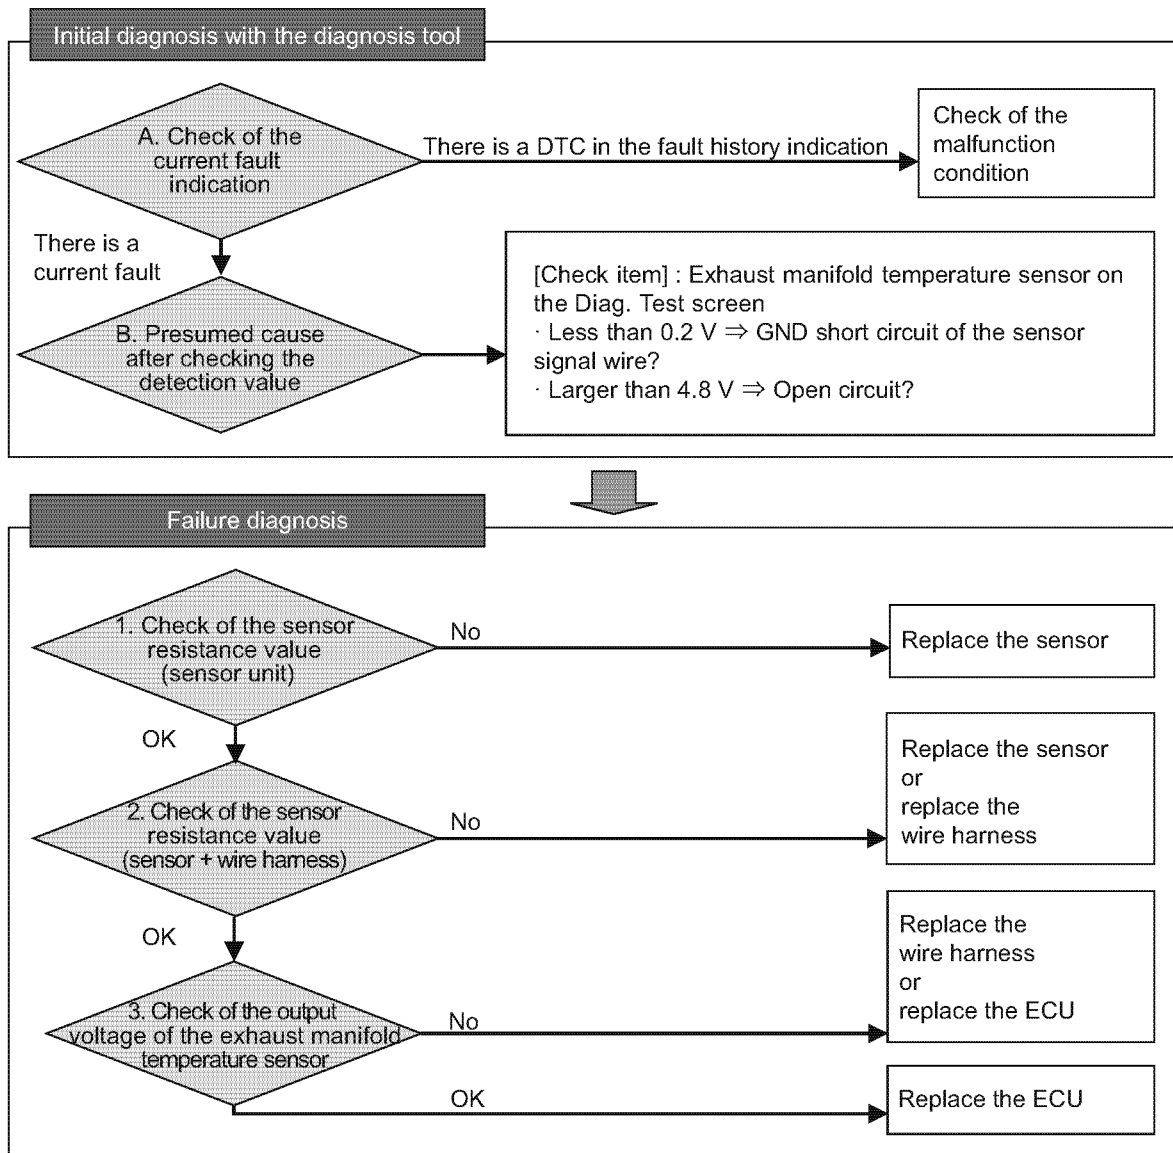 Initial diagnosis with the diagnosis tool
A. Check of the
current fault
indication
There is a DTC in the fault history indication
Check of the
malfunction
condition
There is a
current fault
B. Presumed cause
after checking the
detection value
[Check item] : Exhaust manifold temperature sensor on
the Diag. Test screen
· Less than 0.2 V ⇒ GND short circuit of the sensor
signal wire?
· Larger than 4.8 V ⇒ Open circuit?
Failure diagnosis
1. Check of the sensor
resistance value
(sensor unit)
No
Replace the sensor
OK
2. Check of the sensor
resistance value
(sensor + wire harness)
No
Replace the sensor
or
replace the
wire harness
OK
3. Check of the output
voltage of the exhaust manifold
temperature sensor
No
Replace the
wire harness
or
replace the ECU
OK
Replace the ECU